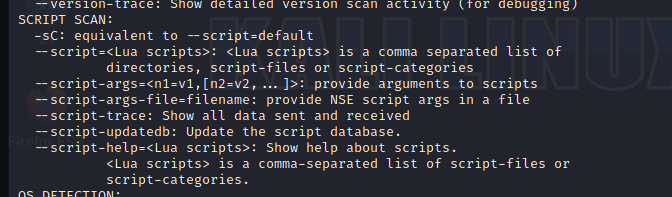 --version-trace: Show detailed version scan activity (for debugging)
SCRIPT SCAN:
-sC: equivalent to --script=default
--script=<Lua scripts>: <Lua scripts> is a comma separated list of
directories, script-files or script-categories
--script-args=<n1=v1,[n2=v2,...]>: provide arguments to scripts
--script-args-file=filename: provide NSE script args in a file
--script-trace: Show all data sent and received
--script-updatedb: Update the script database.
--script-help=<Lua scripts>: Show help about scripts.
<Lua scripts> is a comma-separated list of script-files or
script-categories.
OS DETECTION:
KALI LINUX